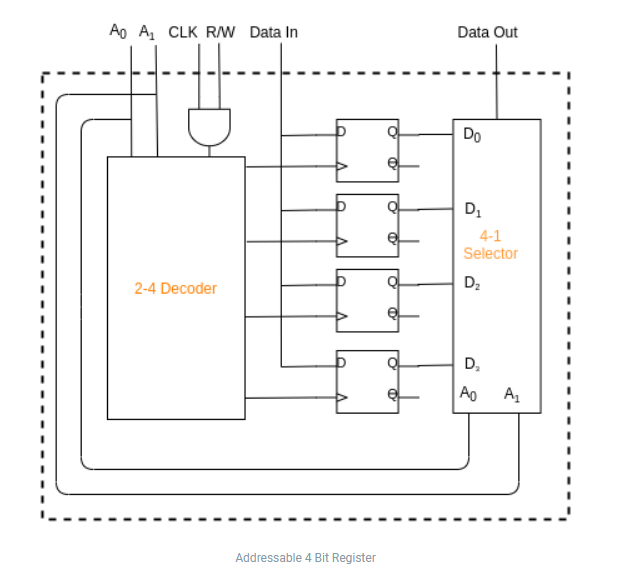 A₀ A₁ CLK R/W Data In Data Out
D Q D₀
Q
D Q D₁
Q
4-1
Selector
2-4 Decoder
D Q D₂
Q
D Q D₃
Q
A₀ A₁
Addressable 4 Bit Register